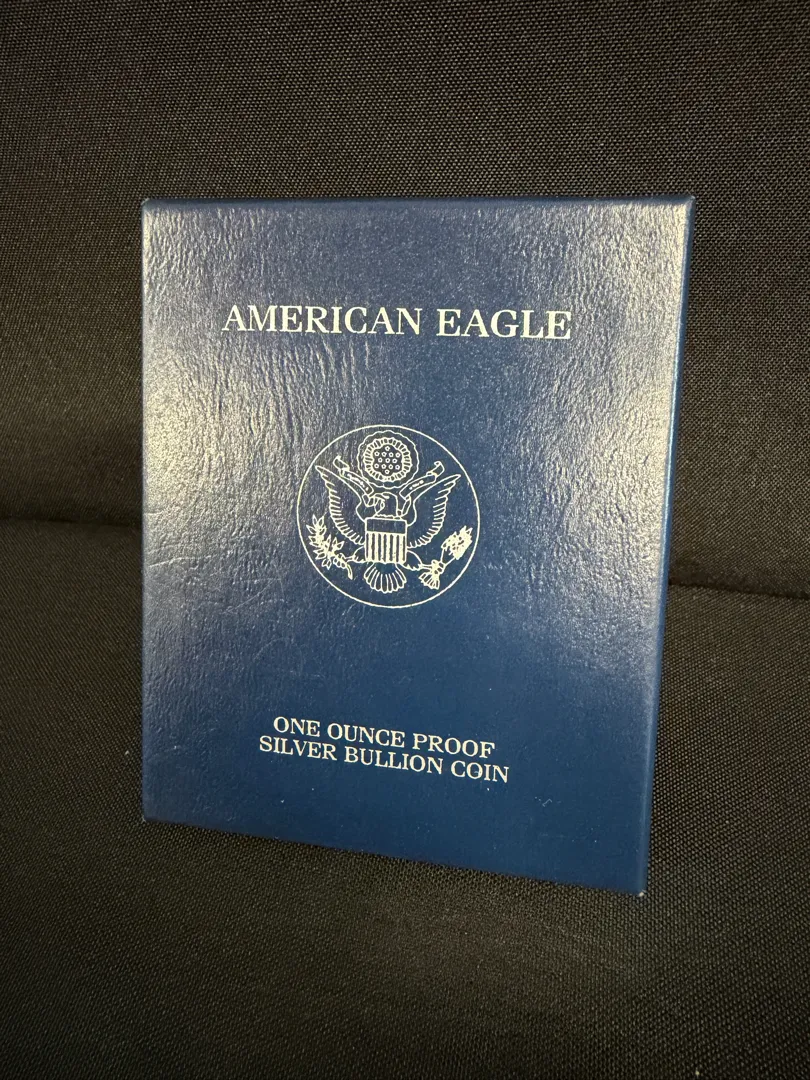 AMERICAN EAGLE
ONE OUNCE PROOF
SILVER BULLION COIN